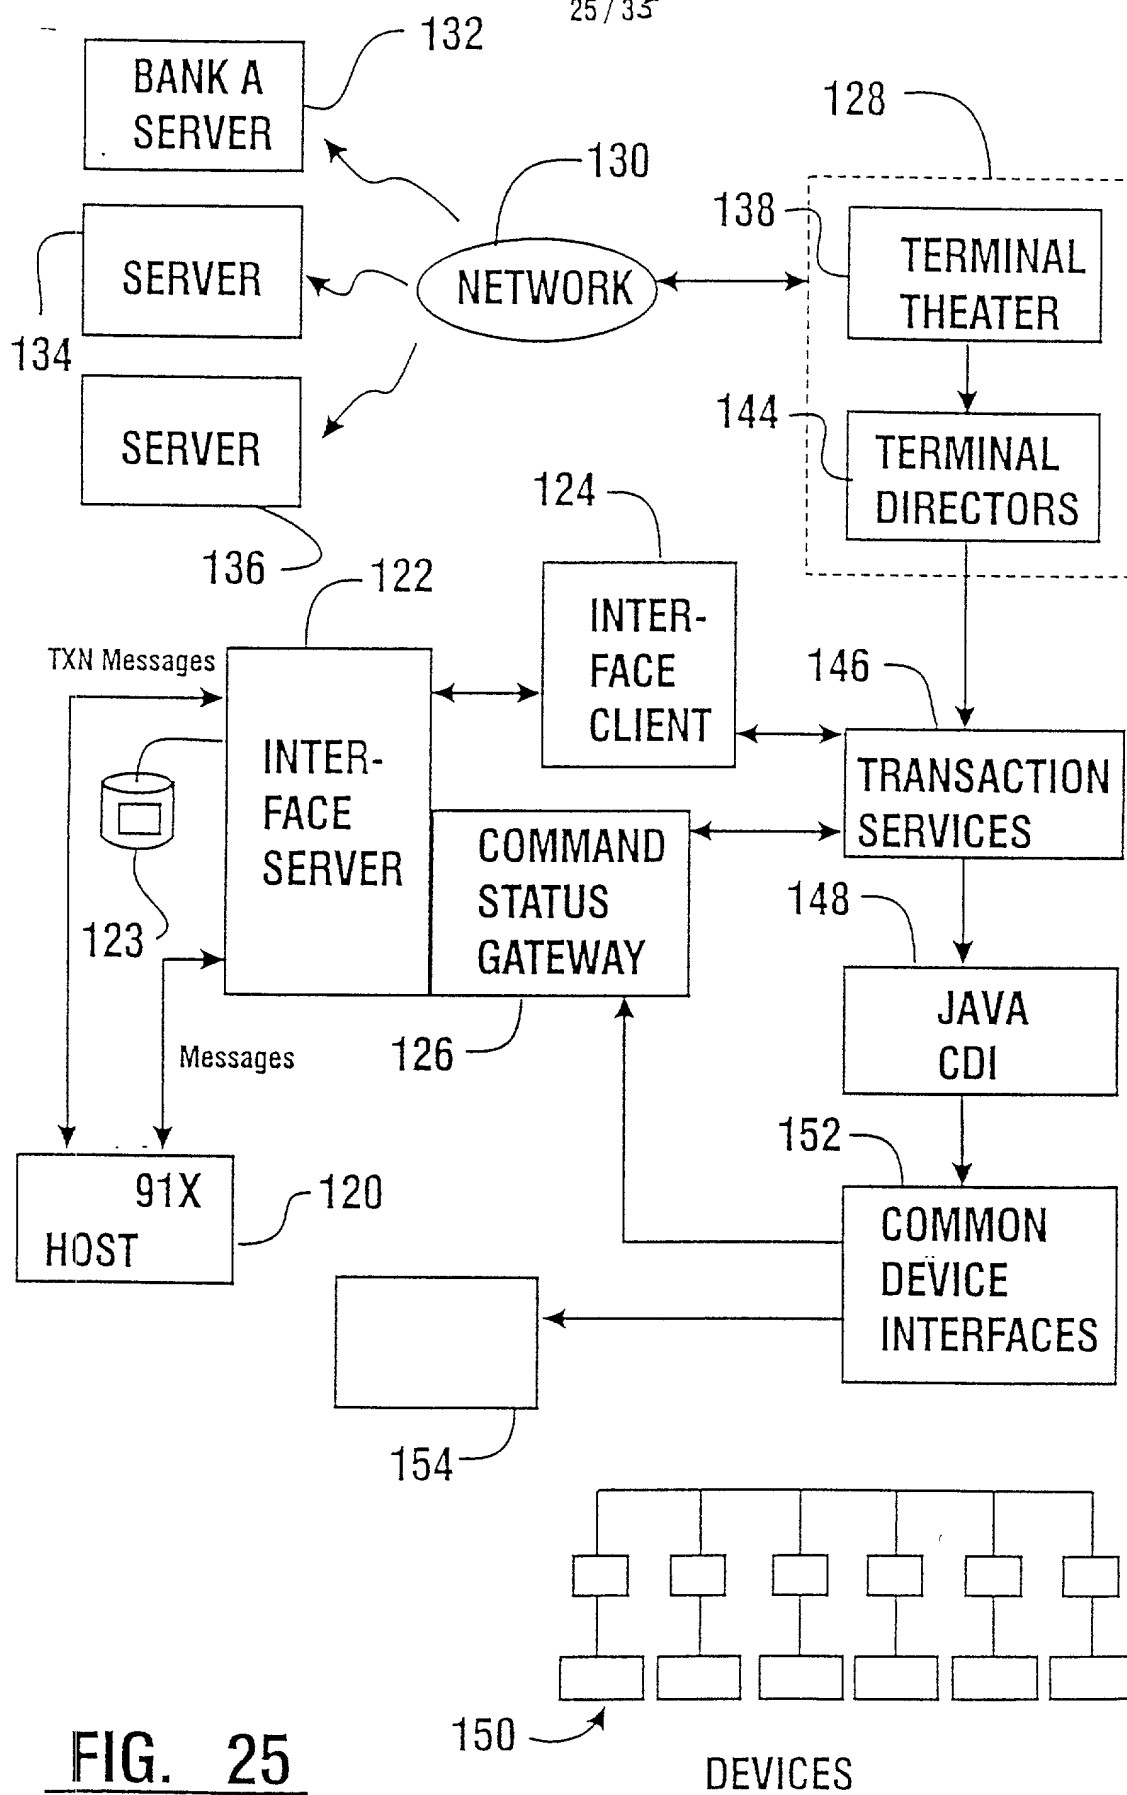 25/35
132
BANK A
SERVER
128
130
138
TERMINAL
THEATER
SERVER
NETWORK
134
144
TERMINAL
DIRECTORS
SERVER
124
136
122
INTER-
FACE
CLIENT
TXN Messages
146
INTER-
FACE
SERVER
TRANSACTION
SERVICES
COMMAND
STATUS
GATEWAY
148
123
JAVA
CDI
126
Messages
152
91X
HOST
120
COMMON
DEVICE
INTERFACES
154
150
FIG. 25
DEVICES